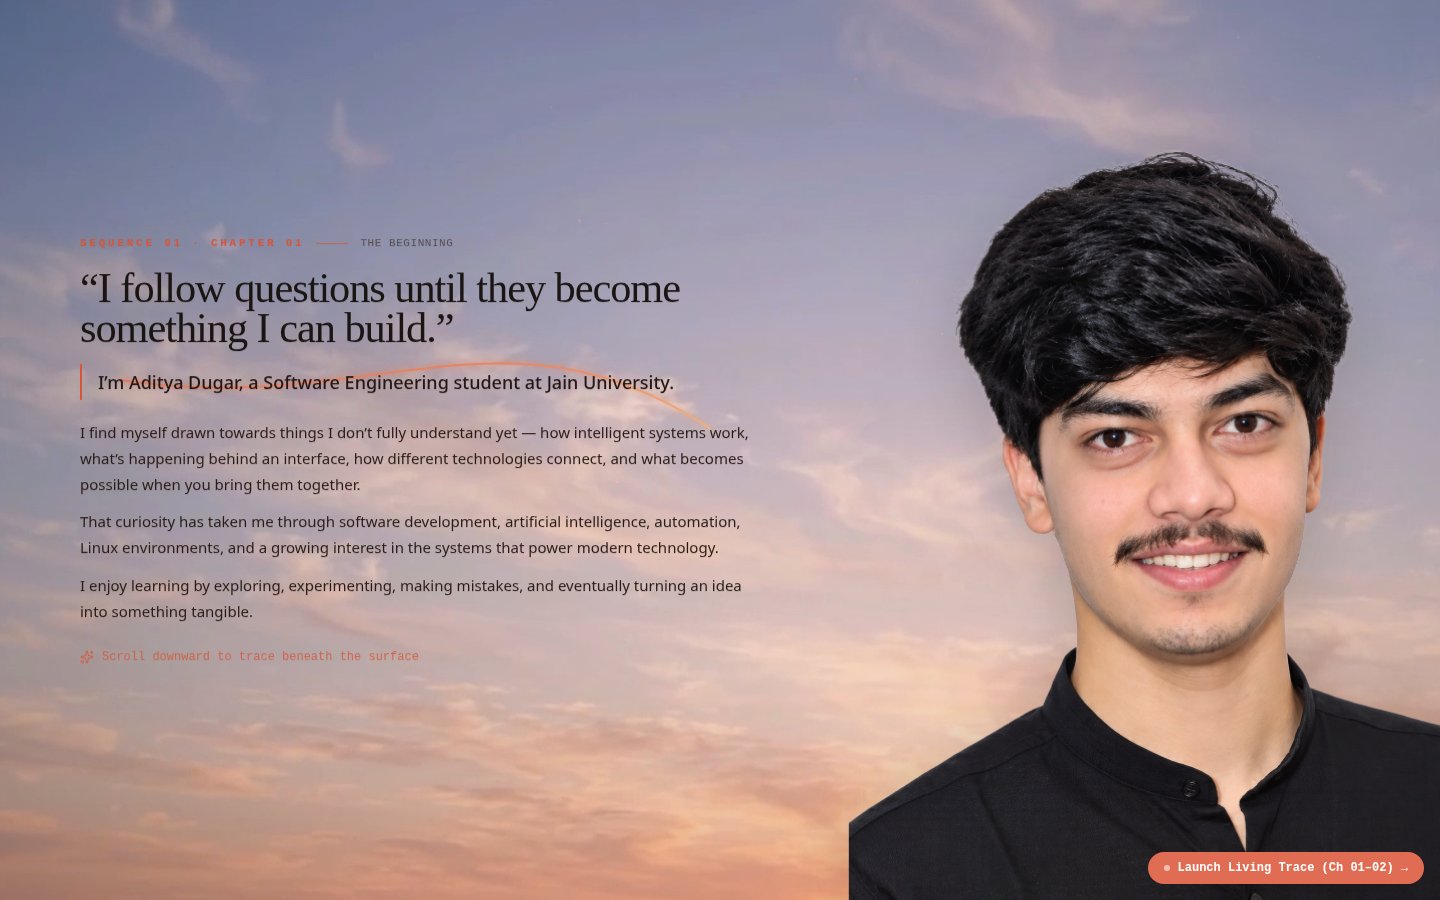 SEQUENCE 01 · CHAPTER 01 THE BEGINNING
“I follow questions until they become
something I can build.”
I’m Aditya Dugar, a Software Engineering student at Jain University.
I find myself drawn towards things I don’t fully understand yet — how intelligent systems work,
what’s happening behind an interface, how different technologies connect, and what becomes
possible when you bring them together.
That curiosity has taken me through software development, artificial intelligence, automation,
Linux environments, and a growing interest in the systems that power modern technology.
I enjoy learning by exploring, experimenting, making mistakes, and eventually turning an idea
into something tangible.
Scroll downward to trace beneath the surface
Launch Living Trace (Ch 01–02) →